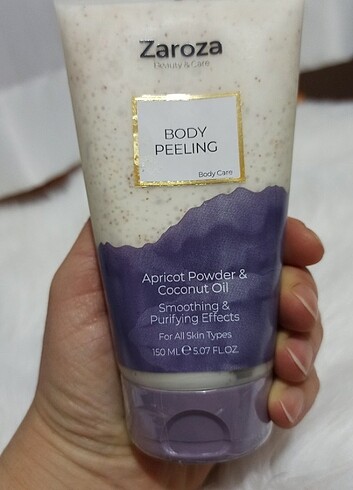 Zaroza
Beauty & Care
BODY
PEELING
Body Care
Apricot Powder &
Coconut Oil
Smoothing &
Purifying Effects
For All Skin Types
150 ML ℮ 5.07 FL.OZ.